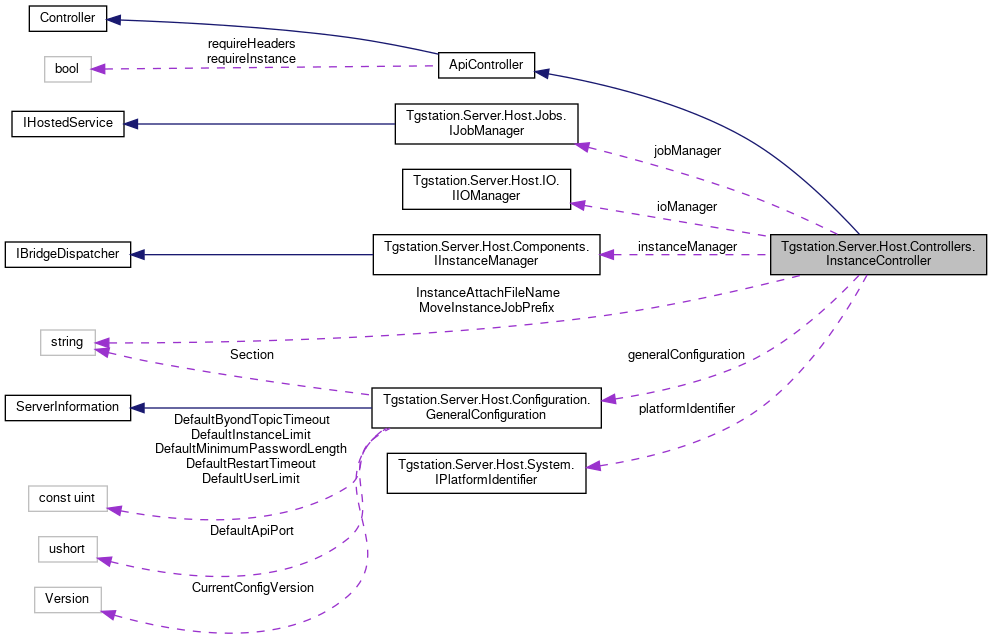 Controller
requireHeaders
requireInstance
bool
ApiController
IHostedService
Tgstation.Server.Host.Jobs.
IJobManager
jobManager
Tgstation.Server.Host.IO.
IIOManager
ioManager
IBridgeDispatcher
Tgstation.Server.Host.Components.
IInstanceManager
instanceManager
Tgstation.Server.Host.Controllers.
InstanceController
InstanceAttachFileName
MoveInstanceJobPrefix
string
Section
generalConfiguration
ServerInformation
Tgstation.Server.Host.Configuration.
GeneralConfiguration
platformIdentifier
DefaultByondTopicTimeout
DefaultInstanceLimit
DefaultMinimumPasswordLength
DefaultRestartTimeout
DefaultUserLimit
Tgstation.Server.Host.System.
IPlatformIdentifier
const uint
DefaultApiPort
ushort
CurrentConfigVersion
Version